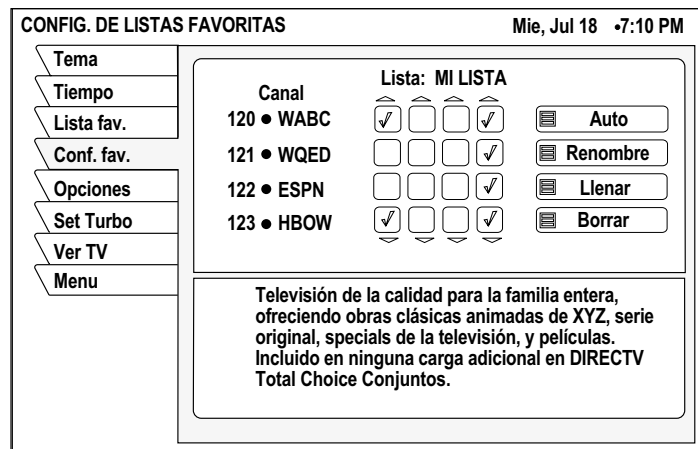 CONFIG. DE LISTAS FAVORITAS Mie, Jul 18 •7:10 PM
Tema
Tiempo
Lista fav.
Conf. fav.
Opciones
Set Turbo
Ver TV
Menu
Lista: MI LISTA
Canal
120 • WABC
121 • WQED
122 • ESPN
123 • HBOW
Auto
Renombre
Llenar
Borrar
Televisión de la calidad para la familia entera,
ofreciendo obras clásicas animadas de XYZ, serie
original, specials de la televisión, y películas.
Incluido en ninguna carga adicional en DIRECTV
Total Choice Conjuntos.